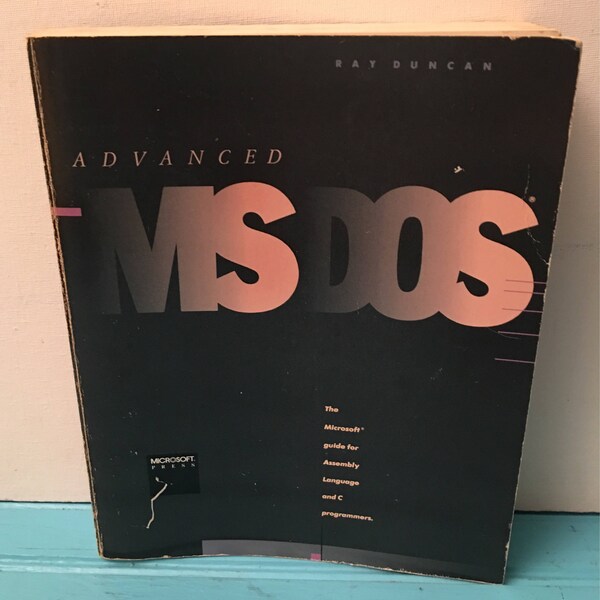 RAY DUNCAN
ADVANCED
MS DOS®
The
Microsoft®
guide for
Assembly
Language
and C
programmers.
MICROSOFT
PRESS